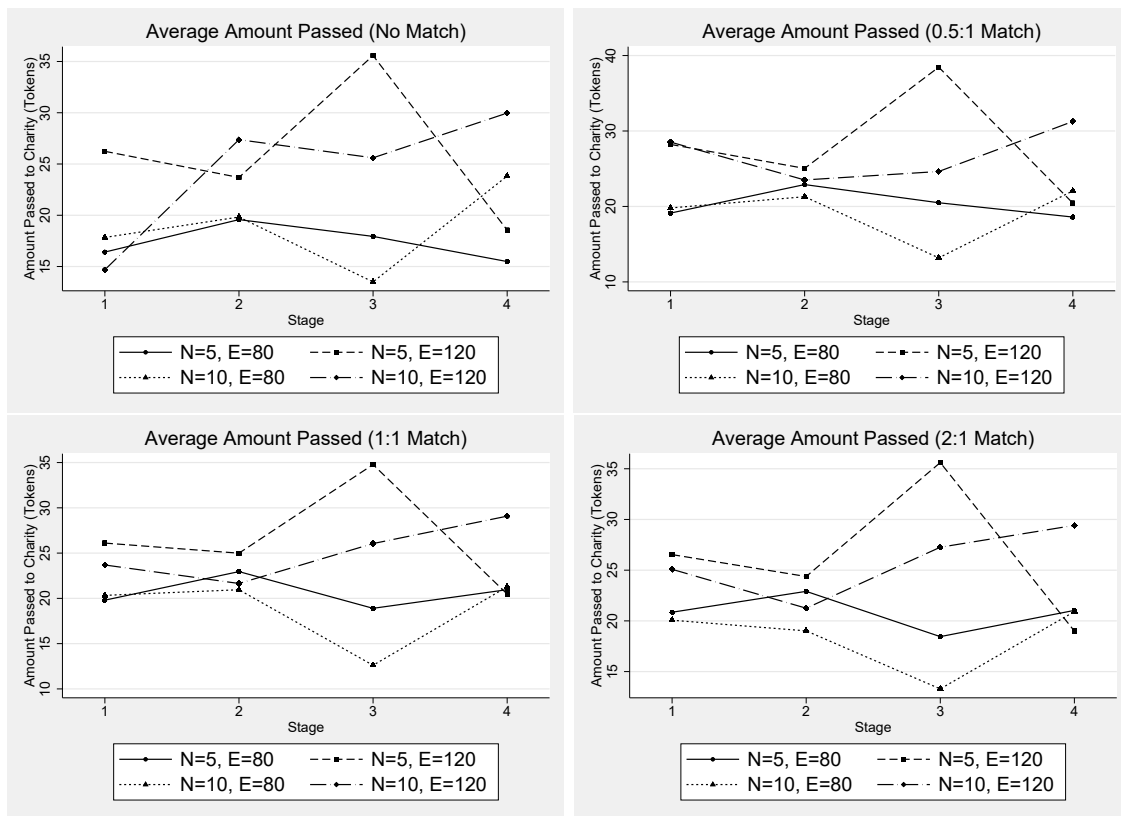 Average Amount Passed (No Match)
Amount Passed to Charity (Tokens)
35
30
25
20
15
1 2 3 4
Stage
N=5, E=80 N=5, E=120
N=10, E=80 N=10, E=120
Average Amount Passed (0.5:1 Match)
Amount Passed to Charity (Tokens)
40
30
20
10
1 2 3 4
Stage
N=5, E=80 N=5, E=120
N=10, E=80 N=10, E=120
Average Amount Passed (1:1 Match)
Amount Passed to Charity (Tokens)
35
30
25
20
15
10
1 2 3 4
Stage
N=5, E=80 N=5, E=120
N=10, E=80 N=10, E=120
Average Amount Passed (2:1 Match)
Amount Passed to Charity (Tokens)
35
30
25
20
15
1 2 3 4
Stage
N=5, E=80 N=5, E=120
N=10, E=80 N=10, E=120